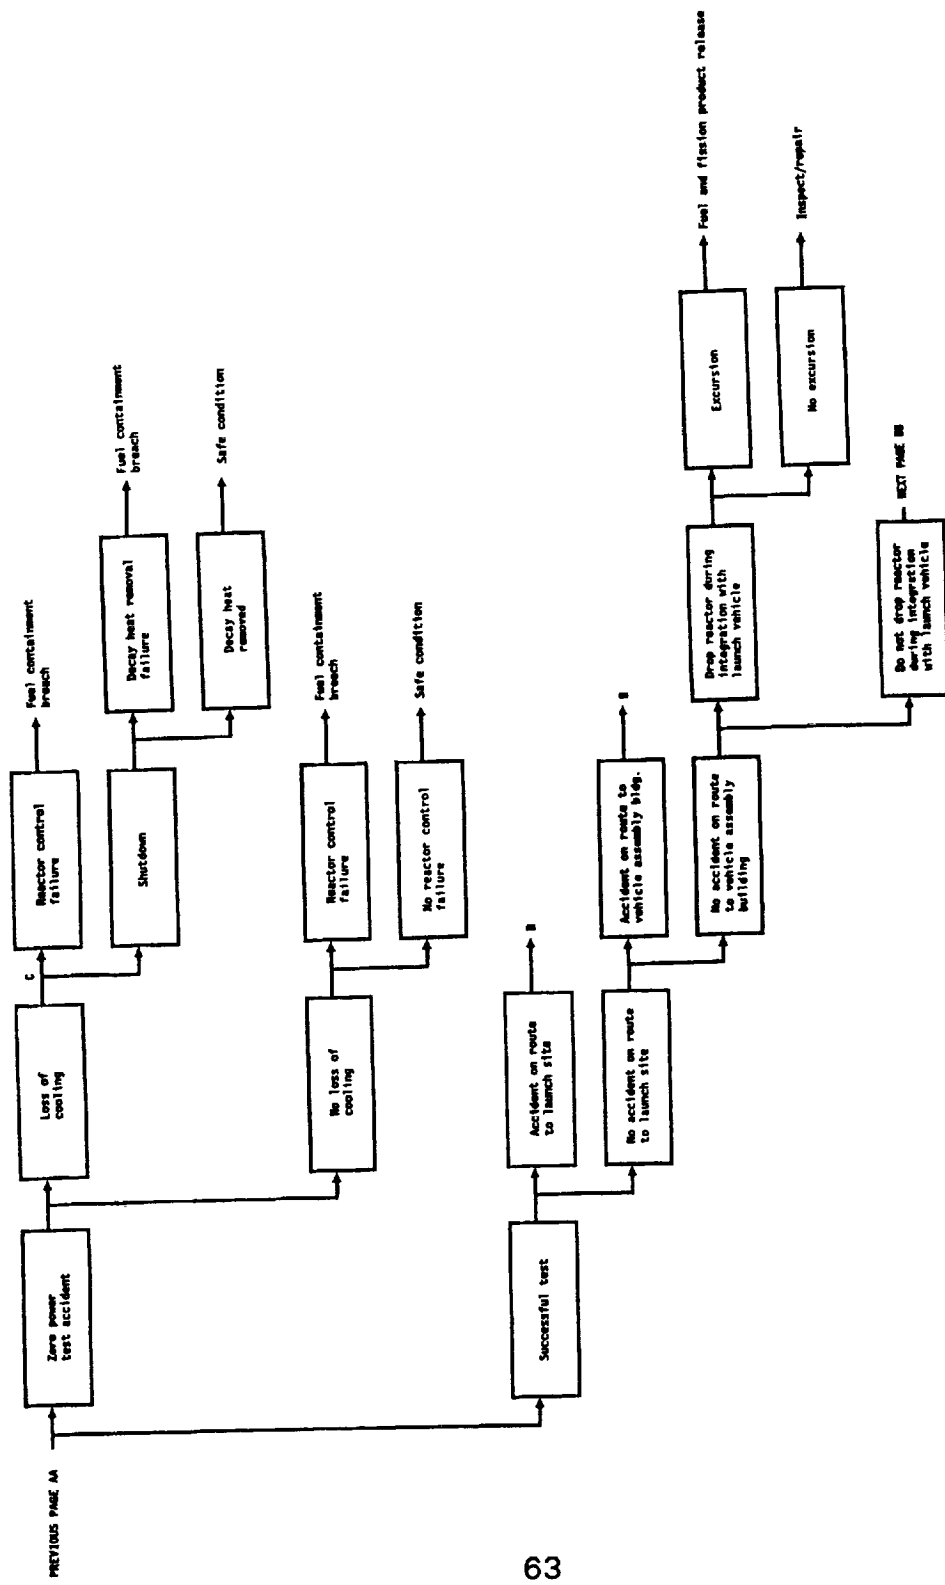 PREVIOUS PAGE AA
Zero power
test accident
Loss of
cooling
C
Reactor control
failure
Fuel containment
breach
Shutdown
Decay heat removal
failure
Fuel containment
breach
Decay heat
removed
Safe condition
No loss of
cooling
Reactor control
failure
Fuel containment
breach
No reactor control
failure
Safe condition
Successful test
Accident on route
to launch site
B
No accident on route
to launch site
Accident on route to
vehicle assembly bldg.
B
No accident on route
to vehicle assembly
building
Drop reactor during
integration with
launch vehicle
Excursion
Fuel and fission product release
No excursion
Inspect/repair
Do not drop reactor
during integration
with launch vehicle
NEXT PAGE BB
63